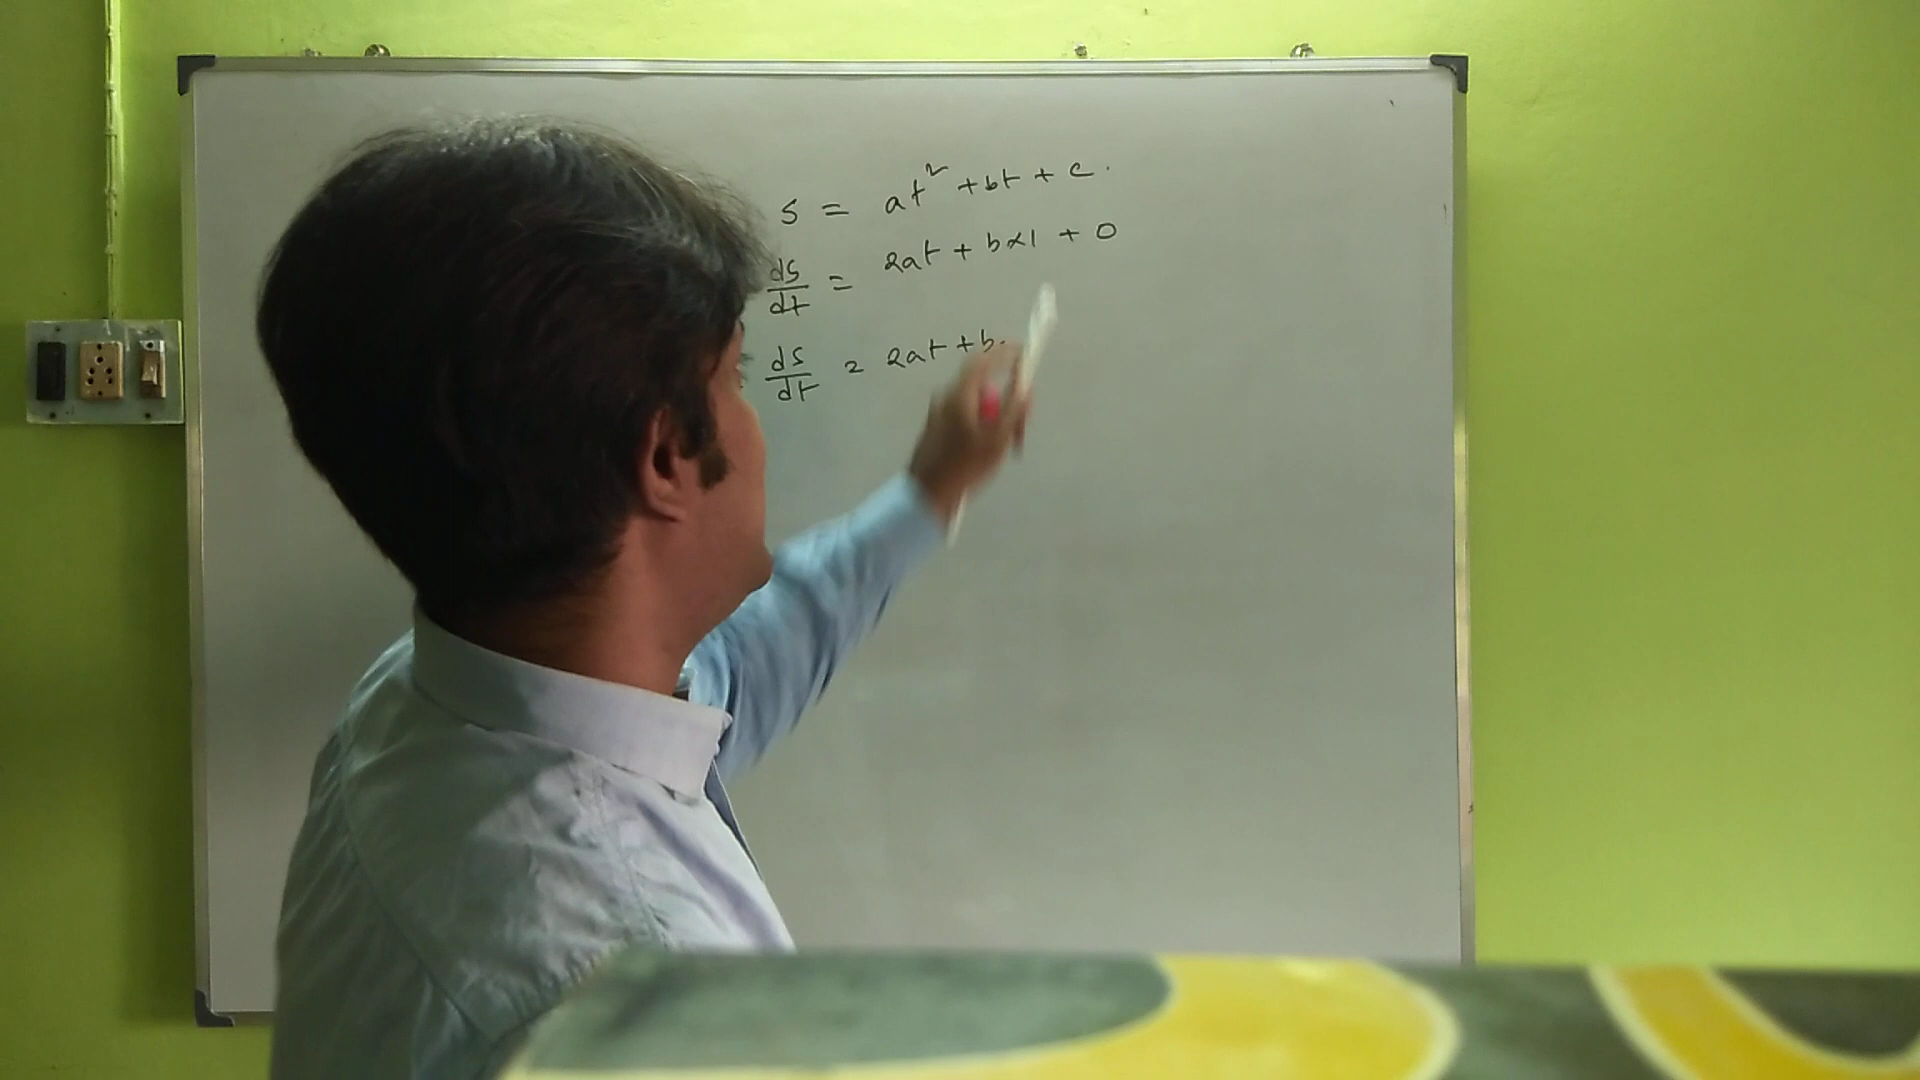 s = at² + bt + c.
ds/dt = 2at + b×1 + 0
ds/dt = 2at + b.